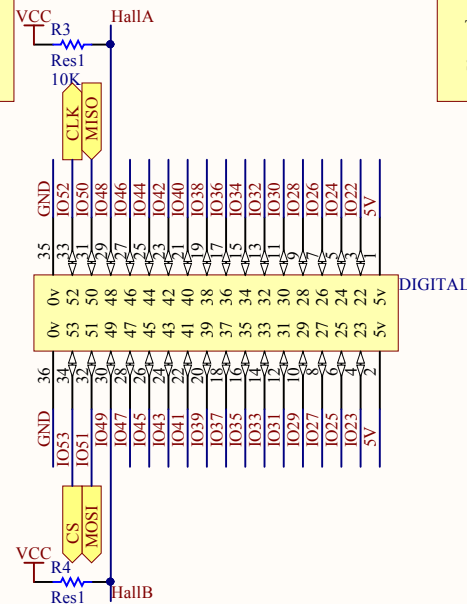 VCC
HallA
R3
Res1
10K
CLK
MISO
GND
IO52
IO50
IO48
IO46
IO44
IO42
IO40
IO38
IO36
IO34
IO32
IO30
IO28
IO26
IO24
IO22
5V
35 33 31 29 27 25 23 21 19 17 15 13 11 9 7 5 3 1
DIGITAL
0v 52 50 48 46 44 42 40 38 36 34 32 30 28 26 24 22 5v
0v 53 51 49 47 45 43 41 39 37 35 33 31 29 27 25 23 5v
36 34 32 30 28 26 24 22 20 18 16 14 12 10 8 6 4 2
GND
IO53
IO51
IO49
IO47
IO45
IO43
IO41
IO39
IO37
IO35
IO33
IO31
IO29
IO27
IO25
IO23
5V
CS
MOSI
VCC
R4
Res1
HallB